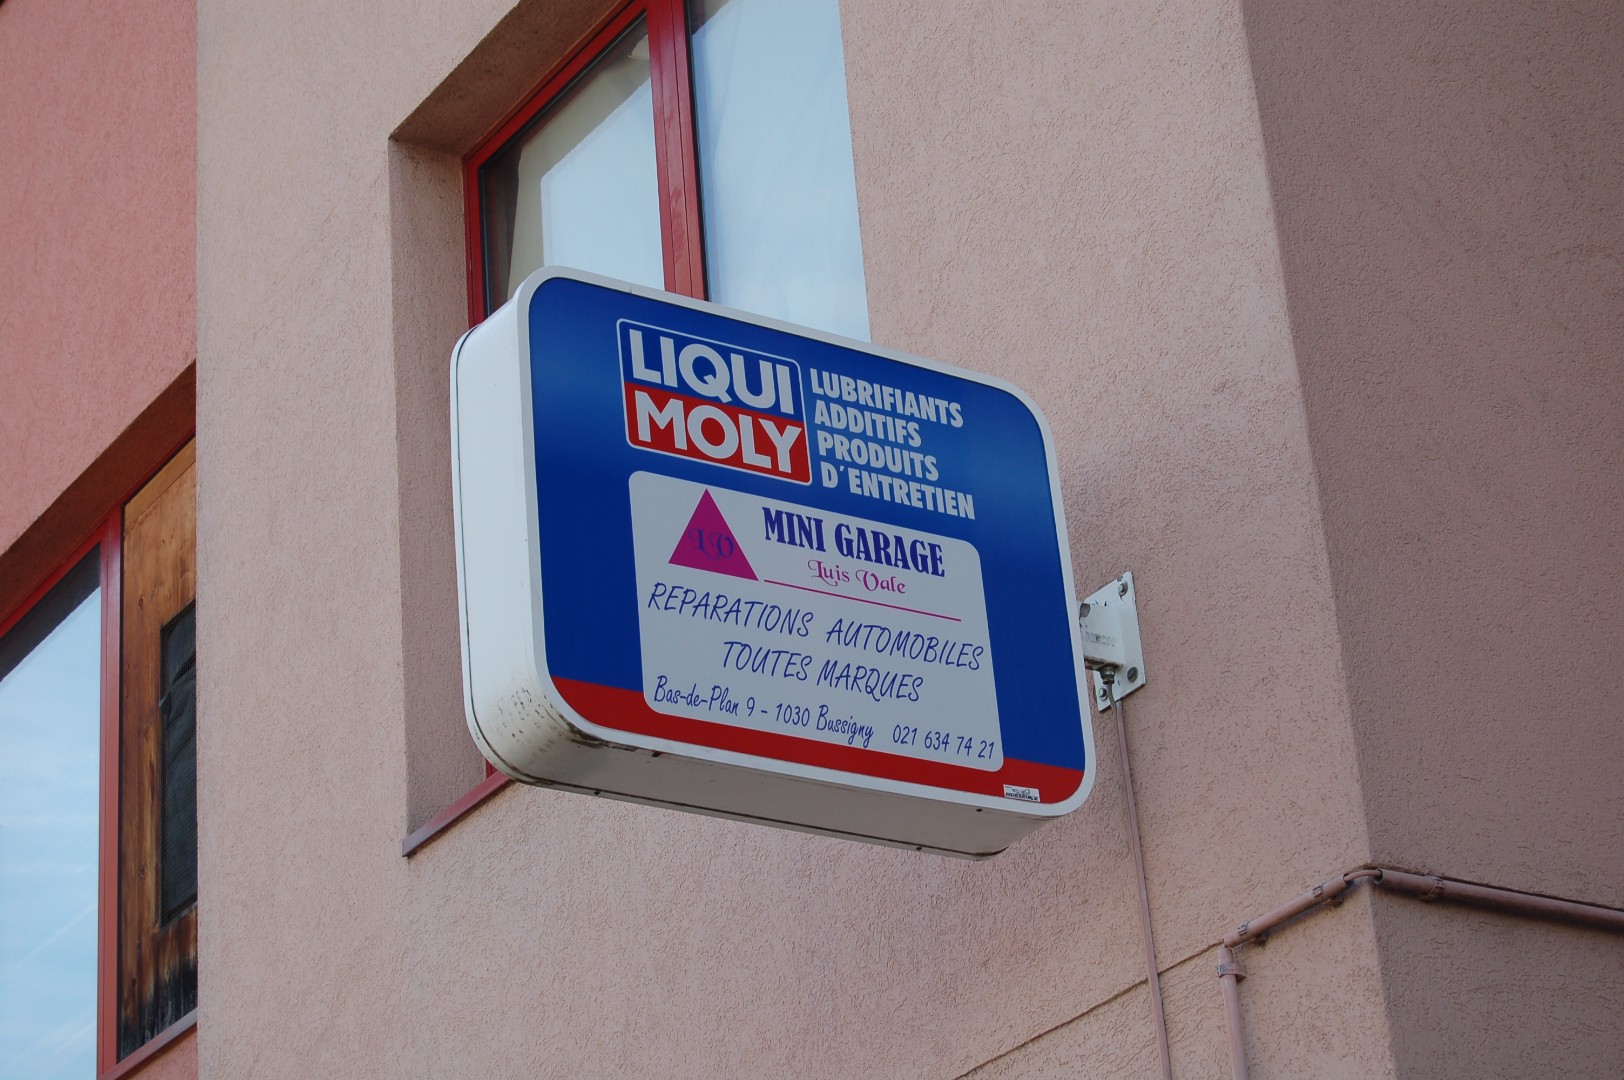 LIQUI
MOLY
LUBRIFIANTS
ADDITIFS
PRODUITS
D'ENTRETIEN
LV
MINI GARAGE
Luis Vale
REPARATIONS AUTOMOBILES
TOUTES MARQUES
Bas-de-Plan 9 - 1030 Bussigny 021 634 74 21